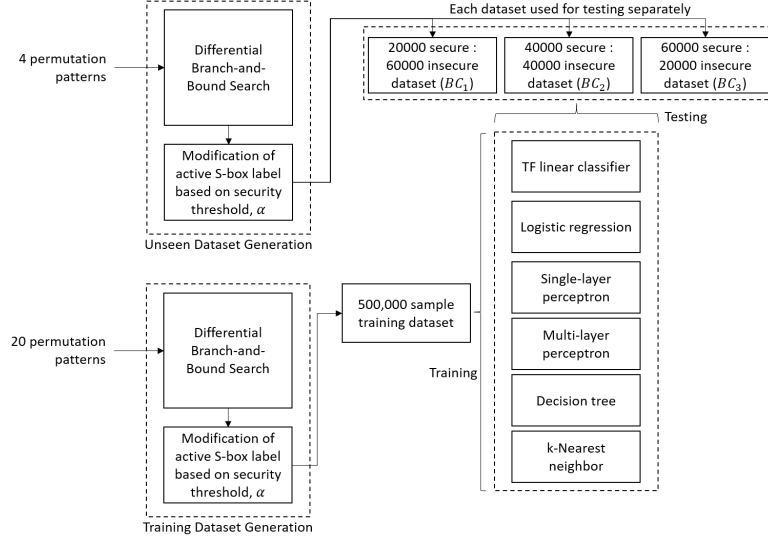 Each dataset used for testing separately
4 permutation
patterns
Differential
Branch-and-
Bound Search
20000 secure :
60000 insecure
dataset (BC₁)
40000 secure :
40000 insecure
dataset (BC₂)
60000 secure :
20000 insecure
dataset (BC₃)
Testing
Modification of
active S-box label
based on security
threshold, α
Unseen Dataset Generation
TF linear classifier
Logistic regression
Single-layer
perceptron
Multi-layer
perceptron
Decision tree
k-Nearest
neighbor
20 permutation
patterns
Differential
Branch-and-
Bound Search
500,000 sample
training dataset
Training
Modification of
active S-box label
based on security
threshold, α
Training Dataset Generation